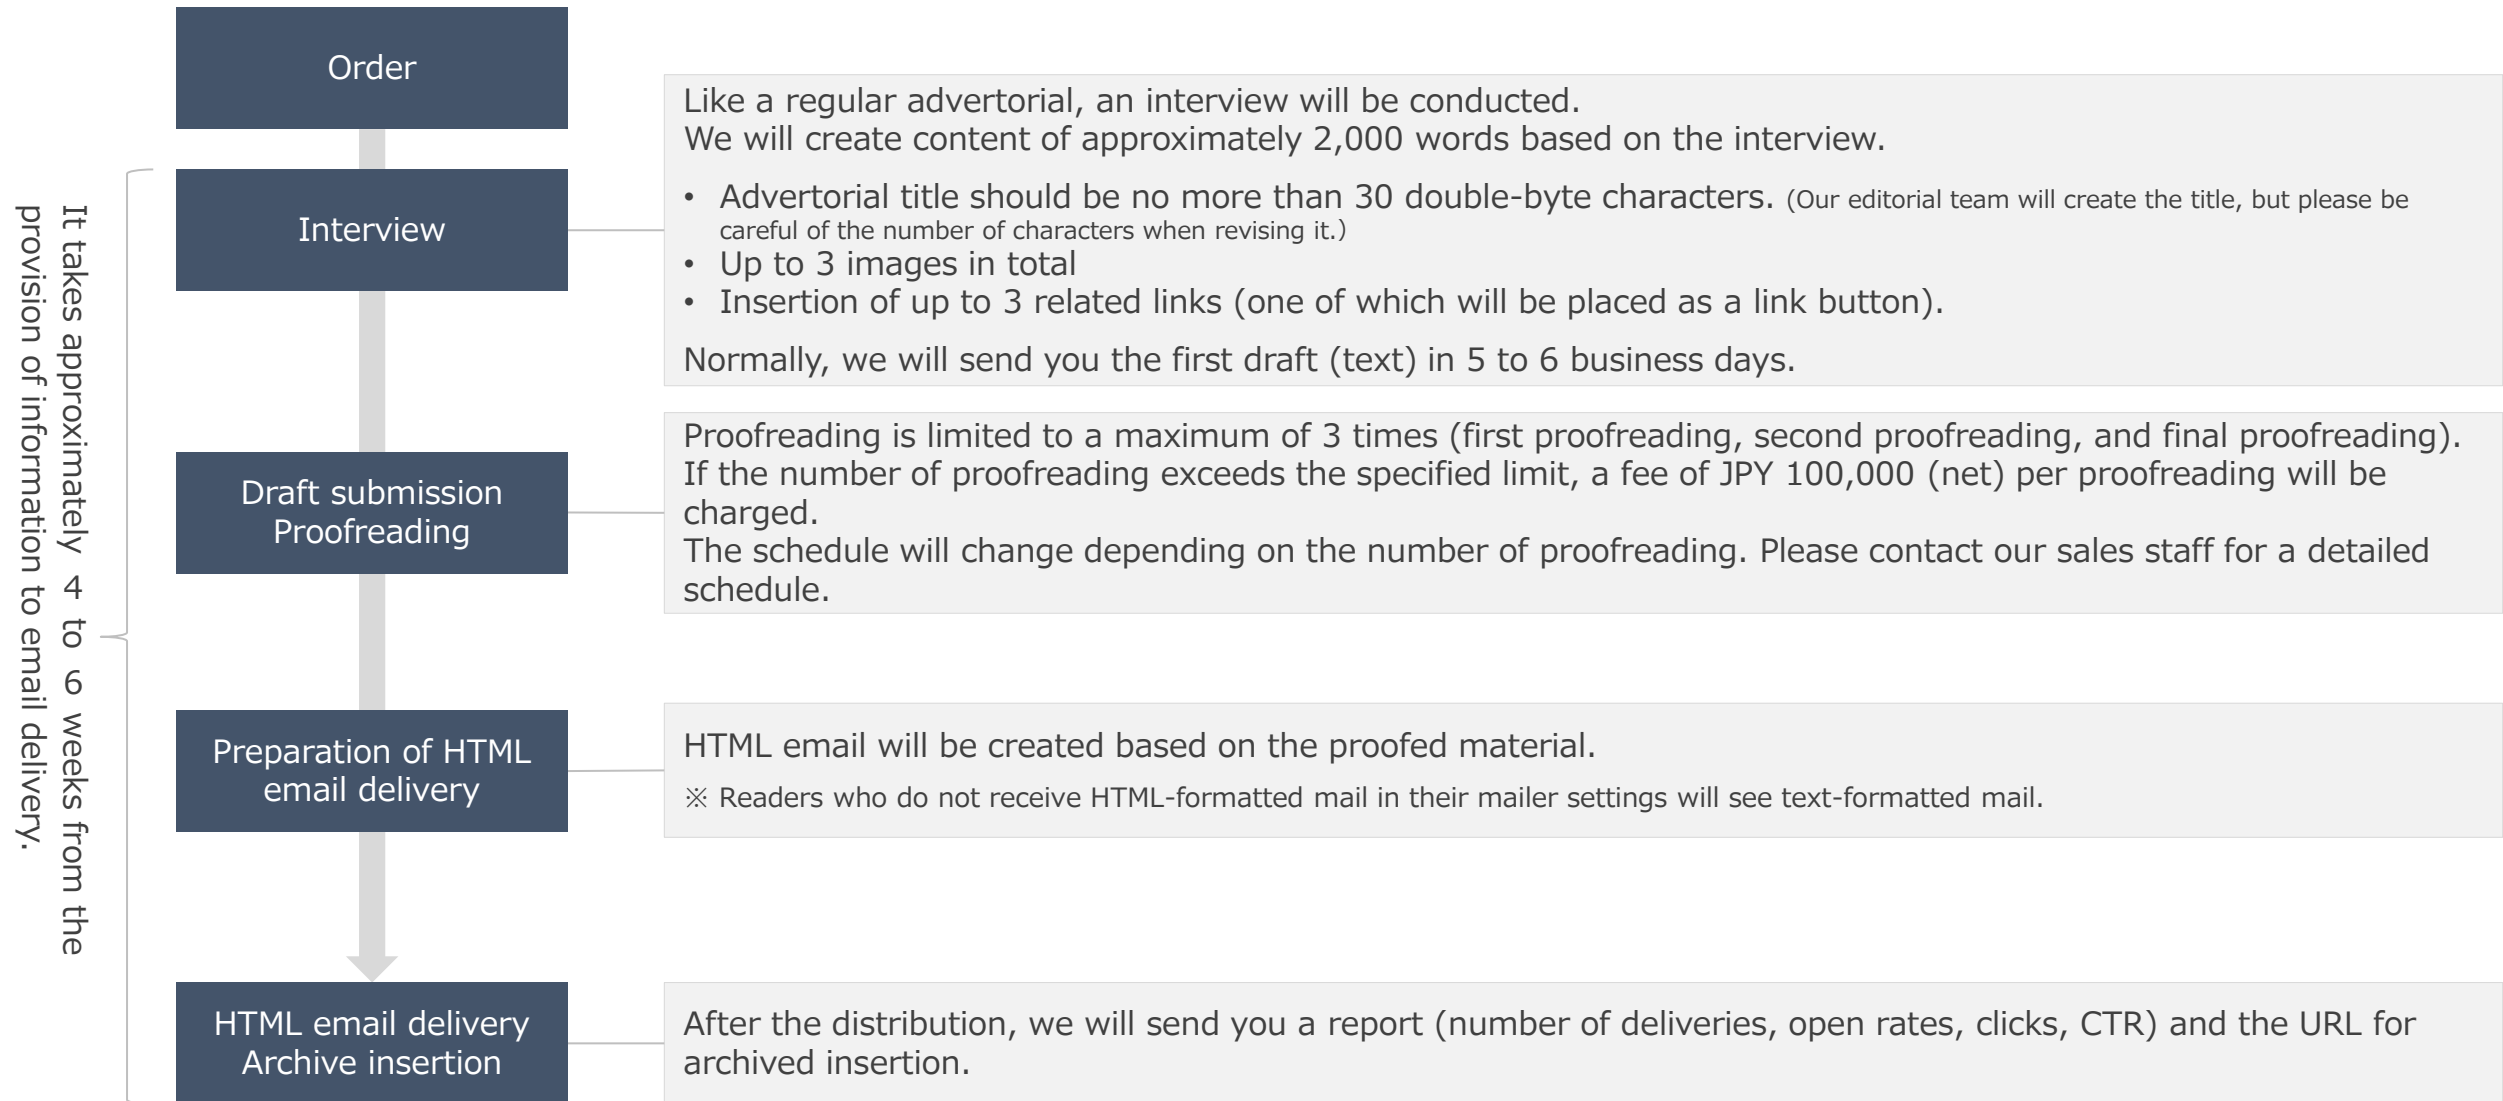 Order
Like a regular advertorial, an interview will be conducted.
We will create content of approximately 2,000 words based on the interview.
Interview
• Advertorial title should be no more than 30 double-byte characters. (Our editorial team will create the title, but please be
careful of the number of characters when revising it.)
• Up to 3 images in total
• Insertion of up to 3 related links (one of which will be placed as a link button).
Normally, we will send you the first draft (text) in 5 to 6 business days.
It takes approximately 4 to 6 weeks from the
provision of information to email delivery.
Draft submission
Proofreading
Proofreading is limited to a maximum of 3 times (first proofreading, second proofreading, and final proofreading).
If the number of proofreading exceeds the specified limit, a fee of JPY 100,000 (net) per proofreading will be
charged.
The schedule will change depending on the number of proofreading. Please contact our sales staff for a detailed
schedule.
Preparation of HTML
email delivery
HTML email will be created based on the proofed material.
※ Readers who do not receive HTML-formatted mail in their mailer settings will see text-formatted mail.
HTML email delivery
Archive insertion
After the distribution, we will send you a report (number of deliveries, open rates, clicks, CTR) and the URL for
archived insertion.